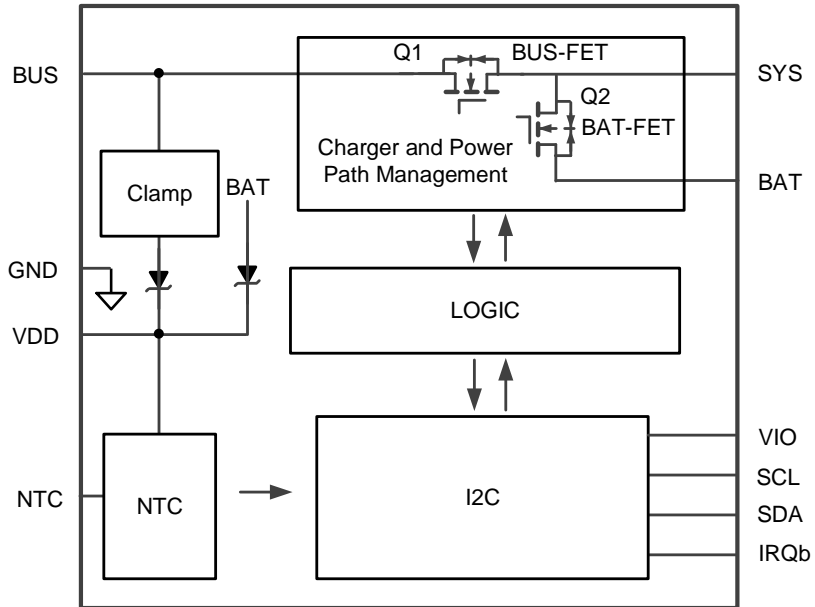 Q1
BUS-FET
BUS
SYS
Q2
BAT-FET
Charger and Power
Path Management
Clamp
BAT
BAT
GND
LOGIC
VDD
VIO
NTC
NTC
I2C
SCL
SDA
IRQb